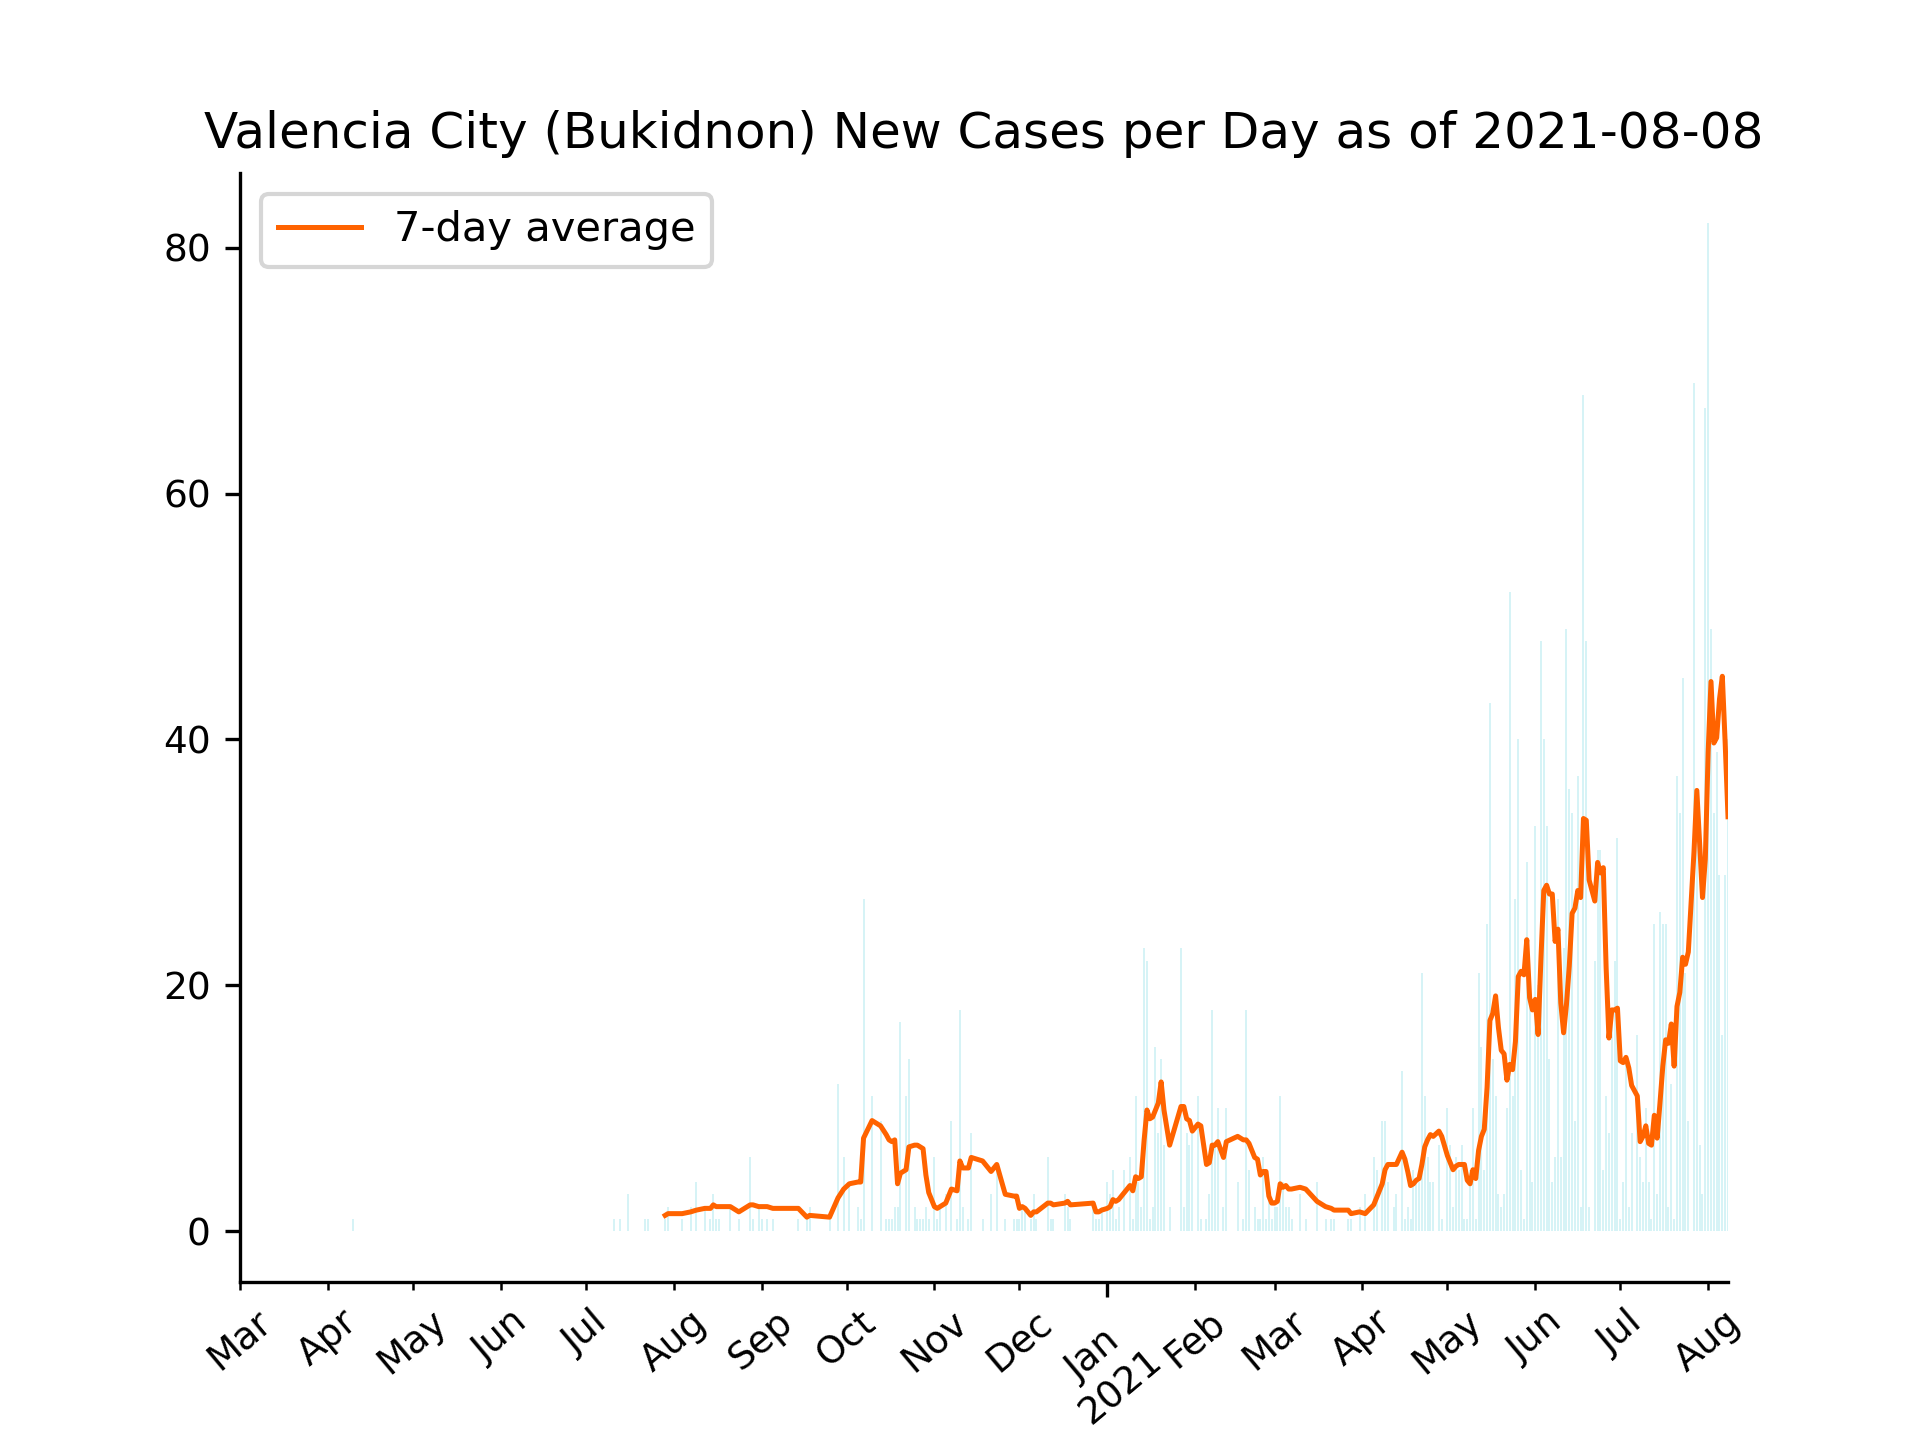 Valencia City (Bukidnon) New Cases per Day as of 2021-08-08
7-day average
80
60
40
20
0
Mar Apr May Jun Jul Aug Sep Oct Nov Dec Jan Feb Mar Apr May Jun Jul Aug
2021